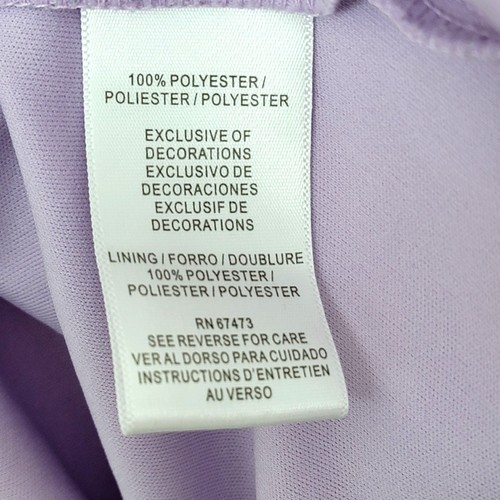 100% POLYESTER /
POLIESTER / POLYESTER
EXCLUSIVE OF
DECORATIONS
EXCLUSIVO DE
DECORACIONES
EXCLUSIF DE
DECORATIONS
LINING / FORRO / DOUBLURE
100% POLYESTER /
POLIESTER / POLYESTER
RN 67473
SEE REVERSE FOR CARE
VER AL DORSO PARA CUIDADO
INSTRUCTIONS D'ENTRETIEN
AU VERSO